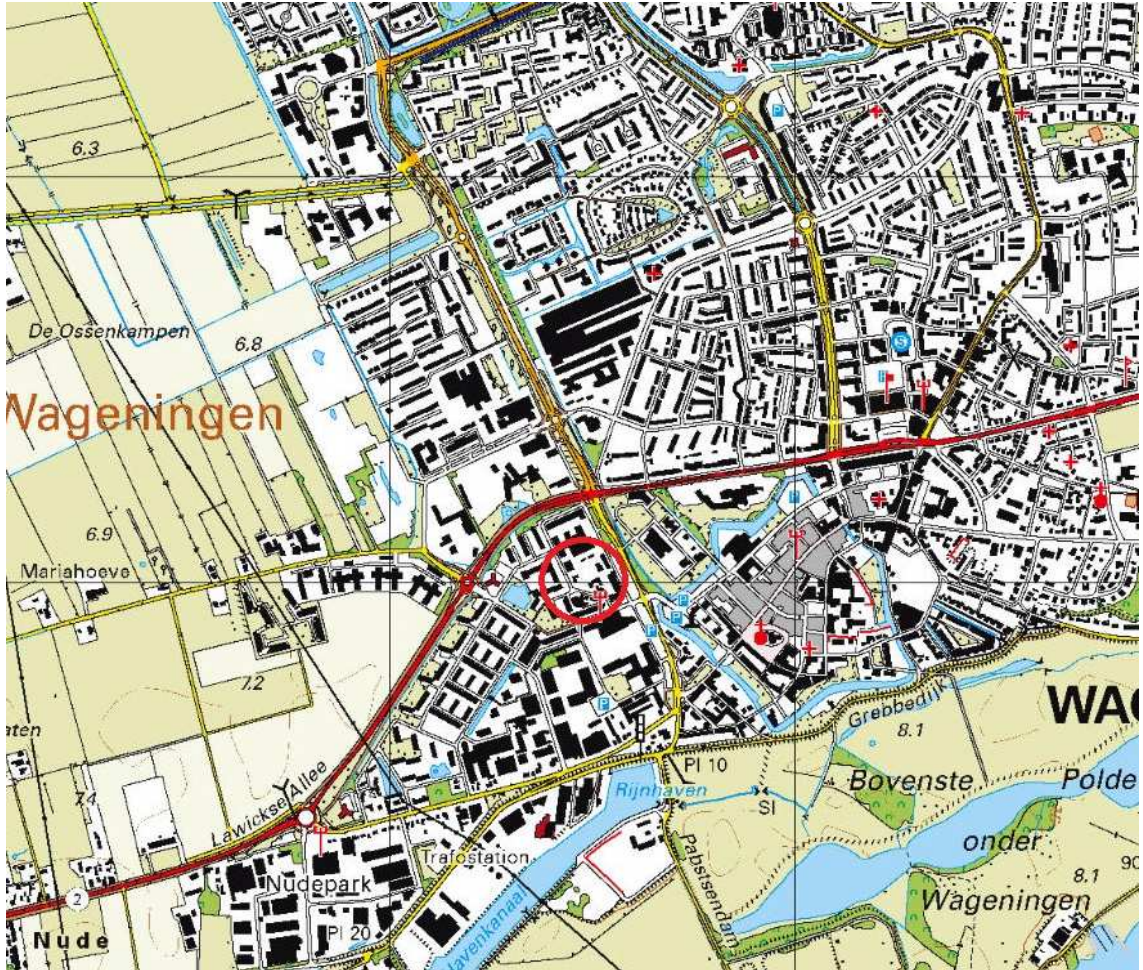 6.3
De Ossenkampen
6.8
Wageningen
6.9
Mariahoeve
7.2
aten
7.4
Lawickse Allee
2
Nude
Nudepark
Pl 20
Trafostation
Havenkanaal
Rijnhaven
Pl 10
Sl
Pabstsendam
Grebbedijk
8.1
WAG
Bovenste
Polde
onder
8.1
Wageningen
90
P
P
P
P
P
P
S